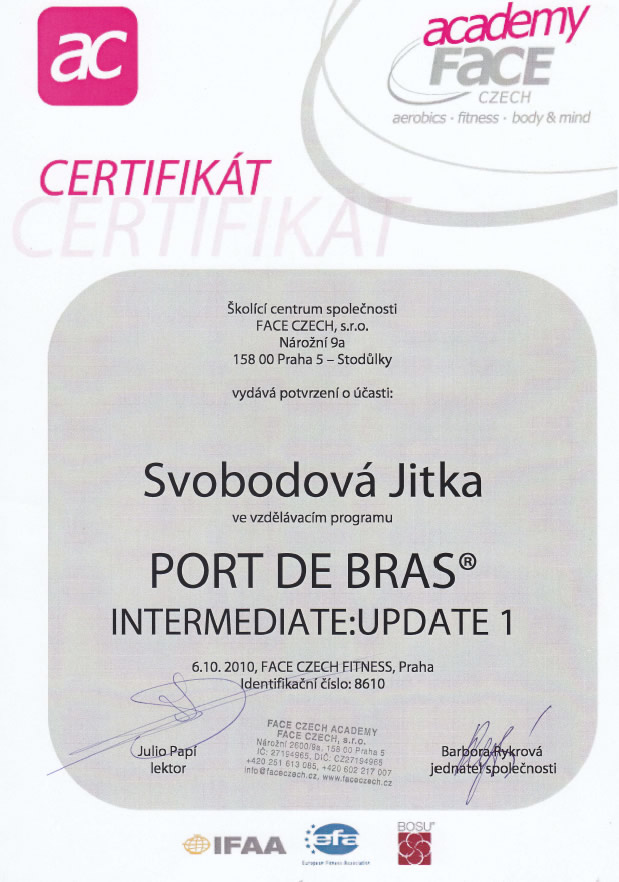 ac
academy
FACE
CZECH
aerobics · fitness · body & mind
CERTIFIKÁT
CERTIFIKÁT
Školící centrum společnosti
FACE CZECH, s.r.o.
Nárožní 9a
158 00 Praha 5 – Stodůlky
vydává potvrzení o účasti:
Svobodová Jitka
ve vzdělávacím programu
PORT DE BRAS®
INTERMEDIATE:UPDATE 1
6.10. 2010, FACE CZECH FITNESS, Praha
Identifikační číslo: 8610
FACE CZECH ACADEMY
FACE CZECH, s.r.o.
Nárožní 2600/9a, 158 00 Praha 5
IČ: 27194965, DIČ: CZ27194965
+420 251 613 085, +420 602 217 007
info@faceczech.cz, www.faceczech.cz
Julio Papi
lektor
Barbora Rykrová
jednatel společnosti
IFAA
efa
European Fitness Association
BOSU®